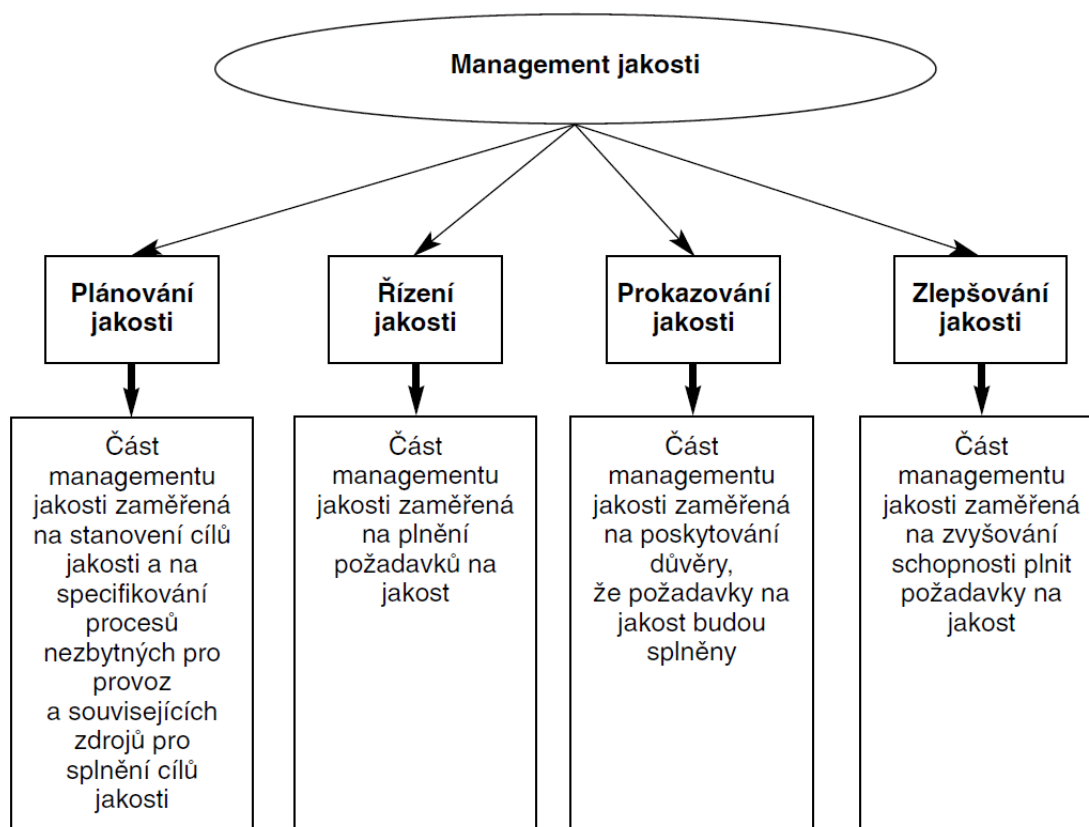 Management jakosti
Plánování
jakosti
Řízení
jakosti
Prokazování
jakosti
Zlepšování
jakosti
Část
managementu
jakosti zaměřená
na stanovení cílů
jakosti a na
specifikování
procesů
nezbytných pro
provoz
a souvisejících
zdrojů pro
splnění cílů
jakosti
Část
managementu
jakosti zaměřená
na plnění
požadavků na
jakost
Část
managementu
jakosti zaměřená
na poskytování
důvěry,
že požadavky na
jakost budou
splněny
Část
managementu
jakosti zaměřená
na zvyšování
schopnosti plnit
požadavky na
jakost